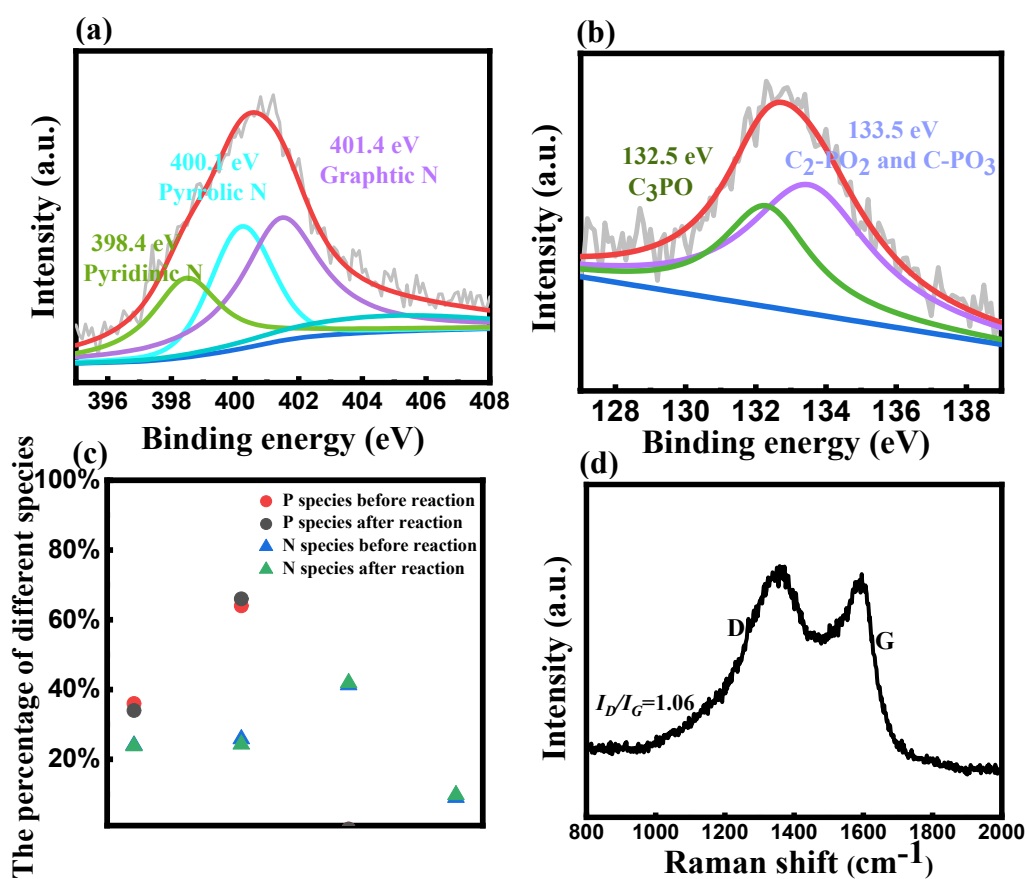 (a)
Intensity (a.u.)
398.4 eV
Pyridinic N
400.1 eV
Pyrrolic N
401.4 eV
Graphtic N
396 398 400 402 404 406 408
Binding energy (eV)
(b)
Intensity (a.u.)
132.5 eV
C3PO
133.5 eV
C2-PO2 and C-PO3
128 130 132 134 136 138
Binding energy (eV)
(c)
The percentage of different species
100%
80%
60%
40%
20%
P species before reaction
P species after reaction
N species before reaction
N species after reaction
(d)
Intensity (a.u.)
D
G
ID/IG=1.06
800 1000 1200 1400 1600 1800 2000
Raman shift (cm-1)